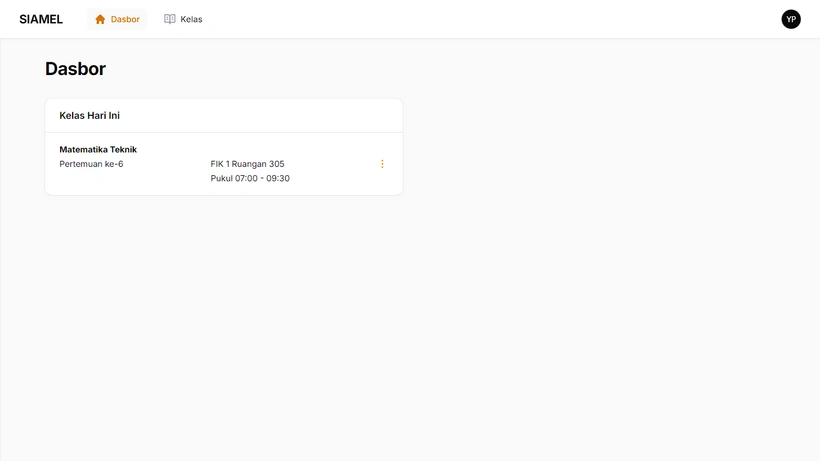 SIAMEL
Dasbor
Kelas
YP
Dasbor
Kelas Hari Ini
Matematika Teknik
Pertemuan ke-6
FIK 1 Ruangan 305
Pukul 07:00 - 09:30